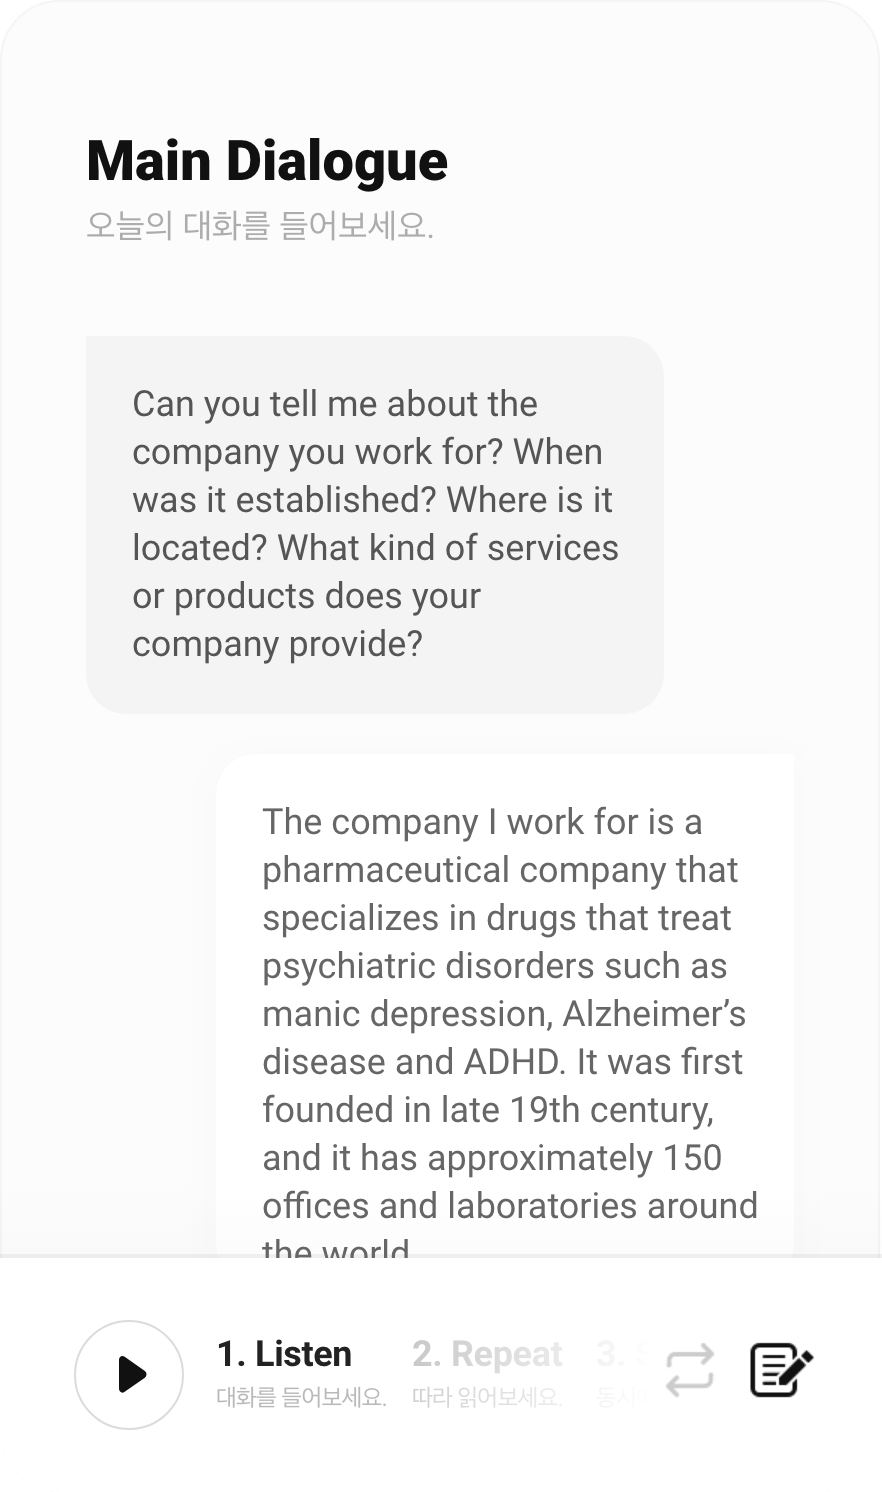 Main Dialogue
오늘의 대화를 들어보세요.
Can you tell me about the
company you work for? When
was it established? Where is it
located? What kind of services
or products does your
company provide?
The company I work for is a
pharmaceutical company that
specializes in drugs that treat
psychiatric disorders such as
manic depression, Alzheimer’s
disease and ADHD. It was first
founded in late 19th century,
and it has approximately 150
offices and laboratories around
the world
1. Listen 2. Repeat 3.
대화를 들어보세요. 따라 읽어보세요.